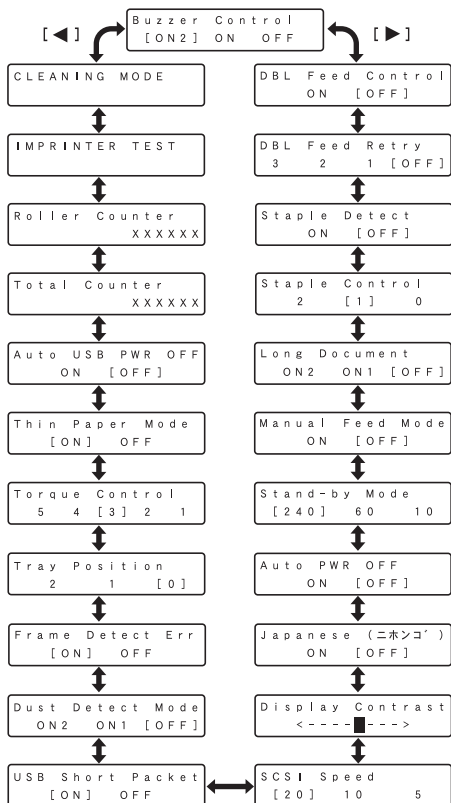 Buzzer Control
[ON2] ON OFF
[◀]
[▶]
CLEANING MODE
IMPRINTER TEST
Roller Counter
XXXXXX
Total Counter
XXXXXX
Auto USB PWR OFF
ON [OFF]
Thin Paper Mode
[ON] OFF
Torque Control
5 4 [3] 2 1
Tray Position
2 1 [0]
Frame Detect Err
[ON] OFF
Dust Detect Mode
ON2 ON1 [OFF]
USB Short Packet
[ON] OFF
DBL Feed Control
ON [OFF]
DBL Feed Retry
3 2 1 [OFF]
Staple Detect
ON [OFF]
Staple Control
2 [1] 0
Long Document
ON2 ON1 [OFF]
Manual Feed Mode
ON [OFF]
Stand-by Mode
[240] 60 10
Auto PWR OFF
ON [OFF]
Japanese (ニホンゴ)
ON [OFF]
Display Contrast
<----█--->
SCSI Speed
[20] 10 5